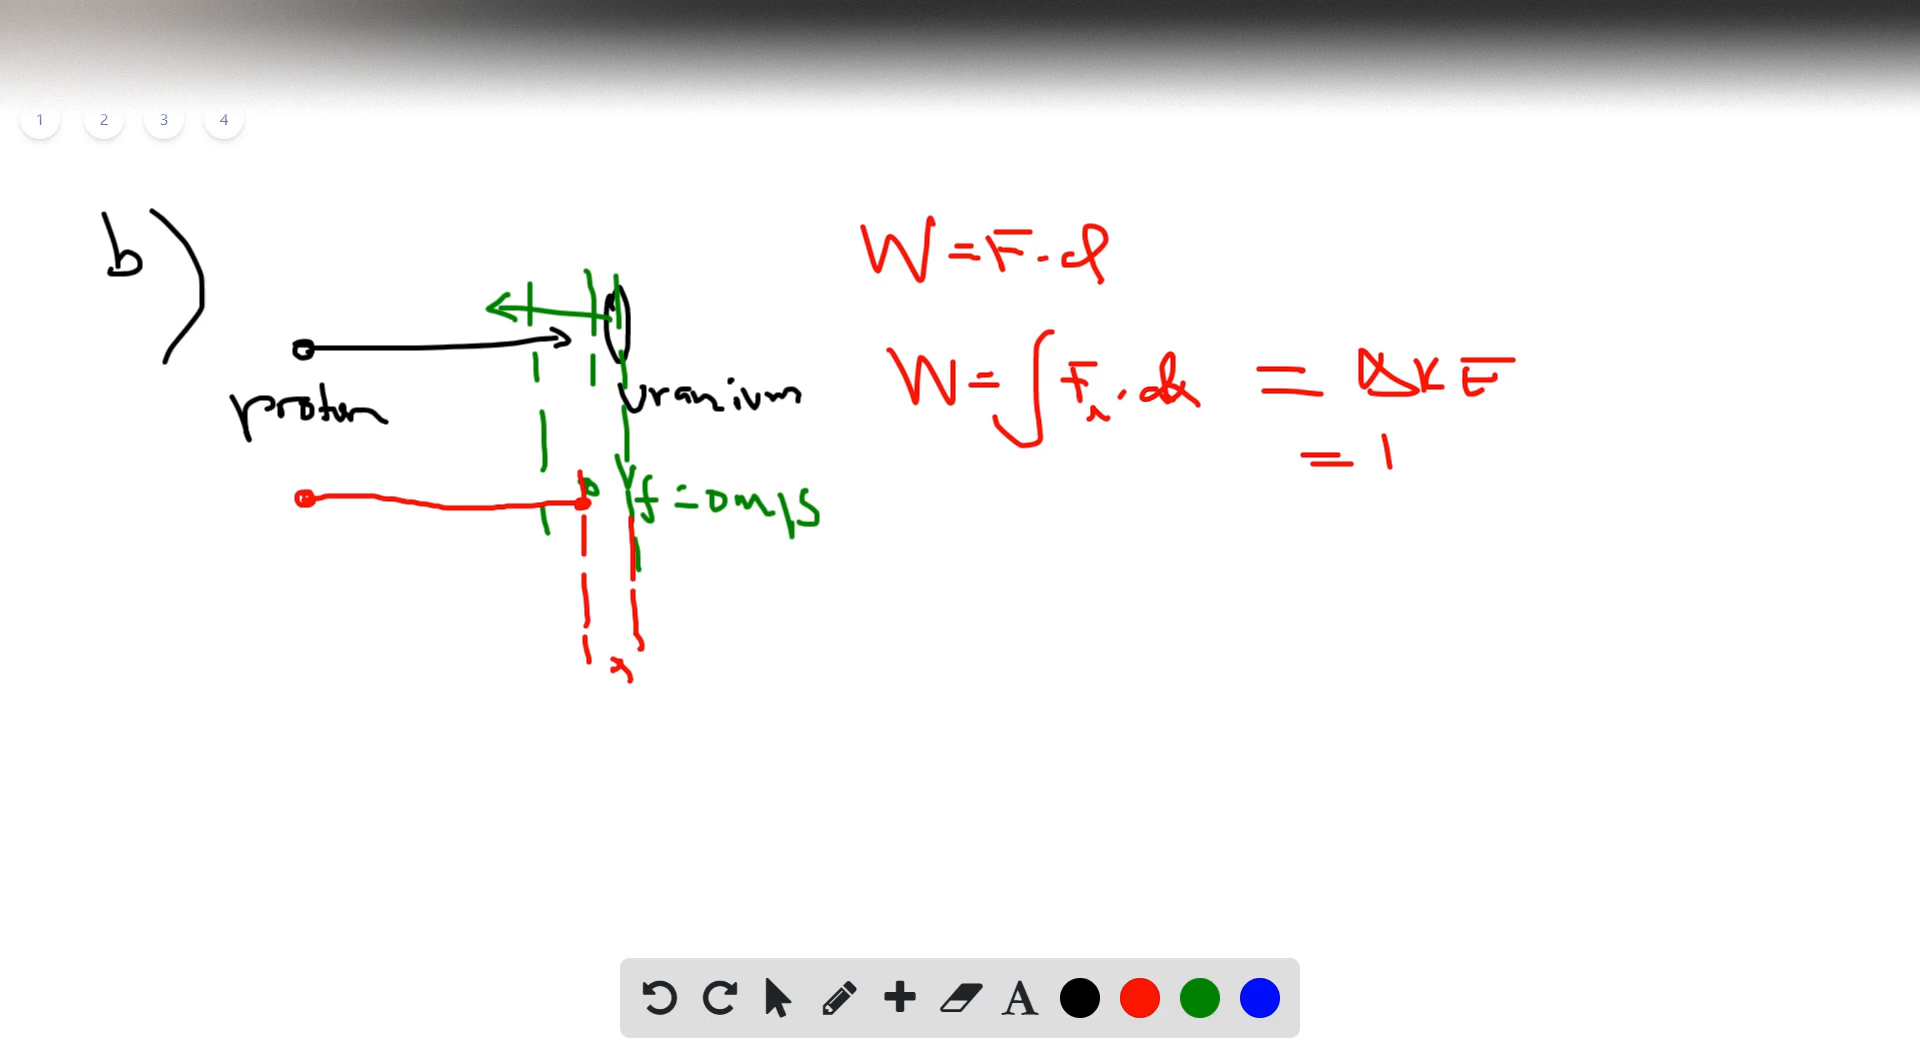 1 2 3 4
b)
W = F · d
proton
uranium
W = ∫ Fx · dx = ΔKE
= 1
Vf = 0 m/s
x
A